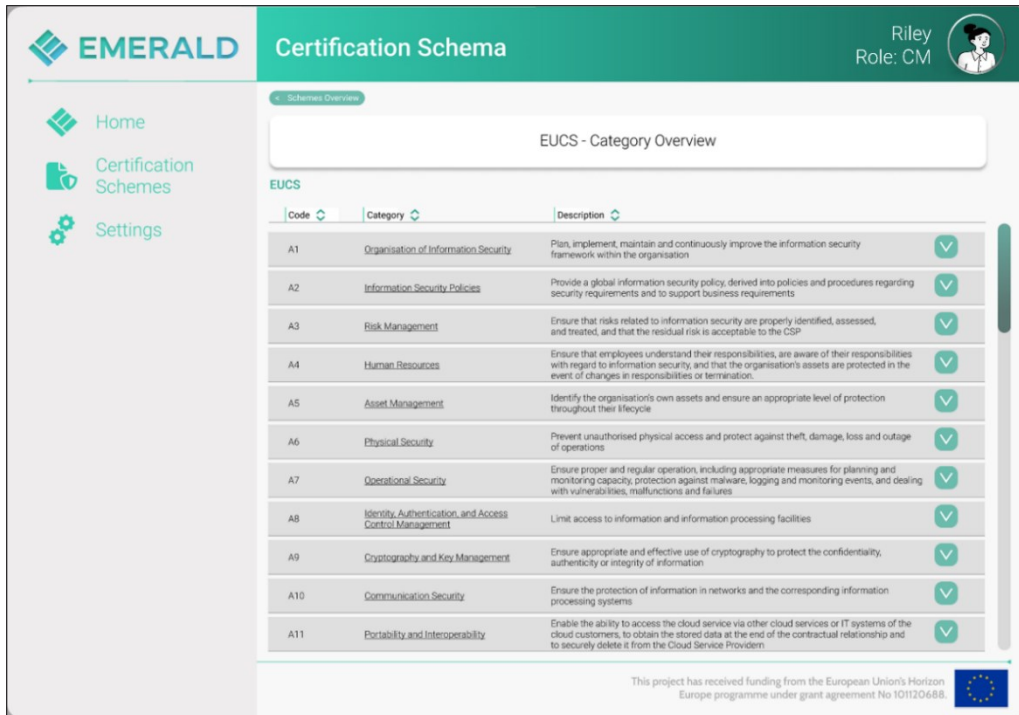 EMERALD
Certification Schema
Riley
Role: CM
Home
Certification
Schemes
Settings
< Schemes Overview
EUCS - Category Overview
EUCS
Code Category Description
A1 Organisation of Information Security Plan, implement, maintain and continuously improve the information security
framework within the organisation
A2 Information Security Policies Provide a global information security policy, derived into policies and procedures regarding
security requirements and to support business requirements
A3 Risk Management Ensure that risks related to information security are properly identified, assessed,
and treated, and that the residual risk is acceptable to the CSP
A4 Human Resources Ensure that employees understand their responsibilities, are aware of their responsibilities
with regard to information security, and that the organisation's assets are protected in the
event of changes in responsibilities or termination.
A5 Asset Management Identify the organisation's own assets and ensure an appropriate level of protection
throughout their lifecycle
A6 Physical Security Prevent unauthorised physical access and protect against theft, damage, loss and outage
of operations
A7 Operational Security Ensure proper and regular operation, including appropriate measures for planning and
monitoring capacity, protection against malware, logging and monitoring events, and dealing
with vulnerabilities, malfunctions and failures
A8 Identity, Authentication, and Access
Control Management Limit access to information and information processing facilities
A9 Cryptography and Key Management Ensure appropriate and effective use of cryptography to protect the confidentiality,
authenticity or integrity of information
A10 Communication Security Ensure the protection of information in networks and the corresponding information
processing systems
A11 Portability and Interoperability Enable the ability to access the cloud service via other cloud services or IT systems of the
cloud customers, to obtain the stored data at the end of the contractual relationship and
to securely delete it from the Cloud Service Providern
This project has received funding from the European Union's Horizon
Europe programme under grant agreement No 101120688.